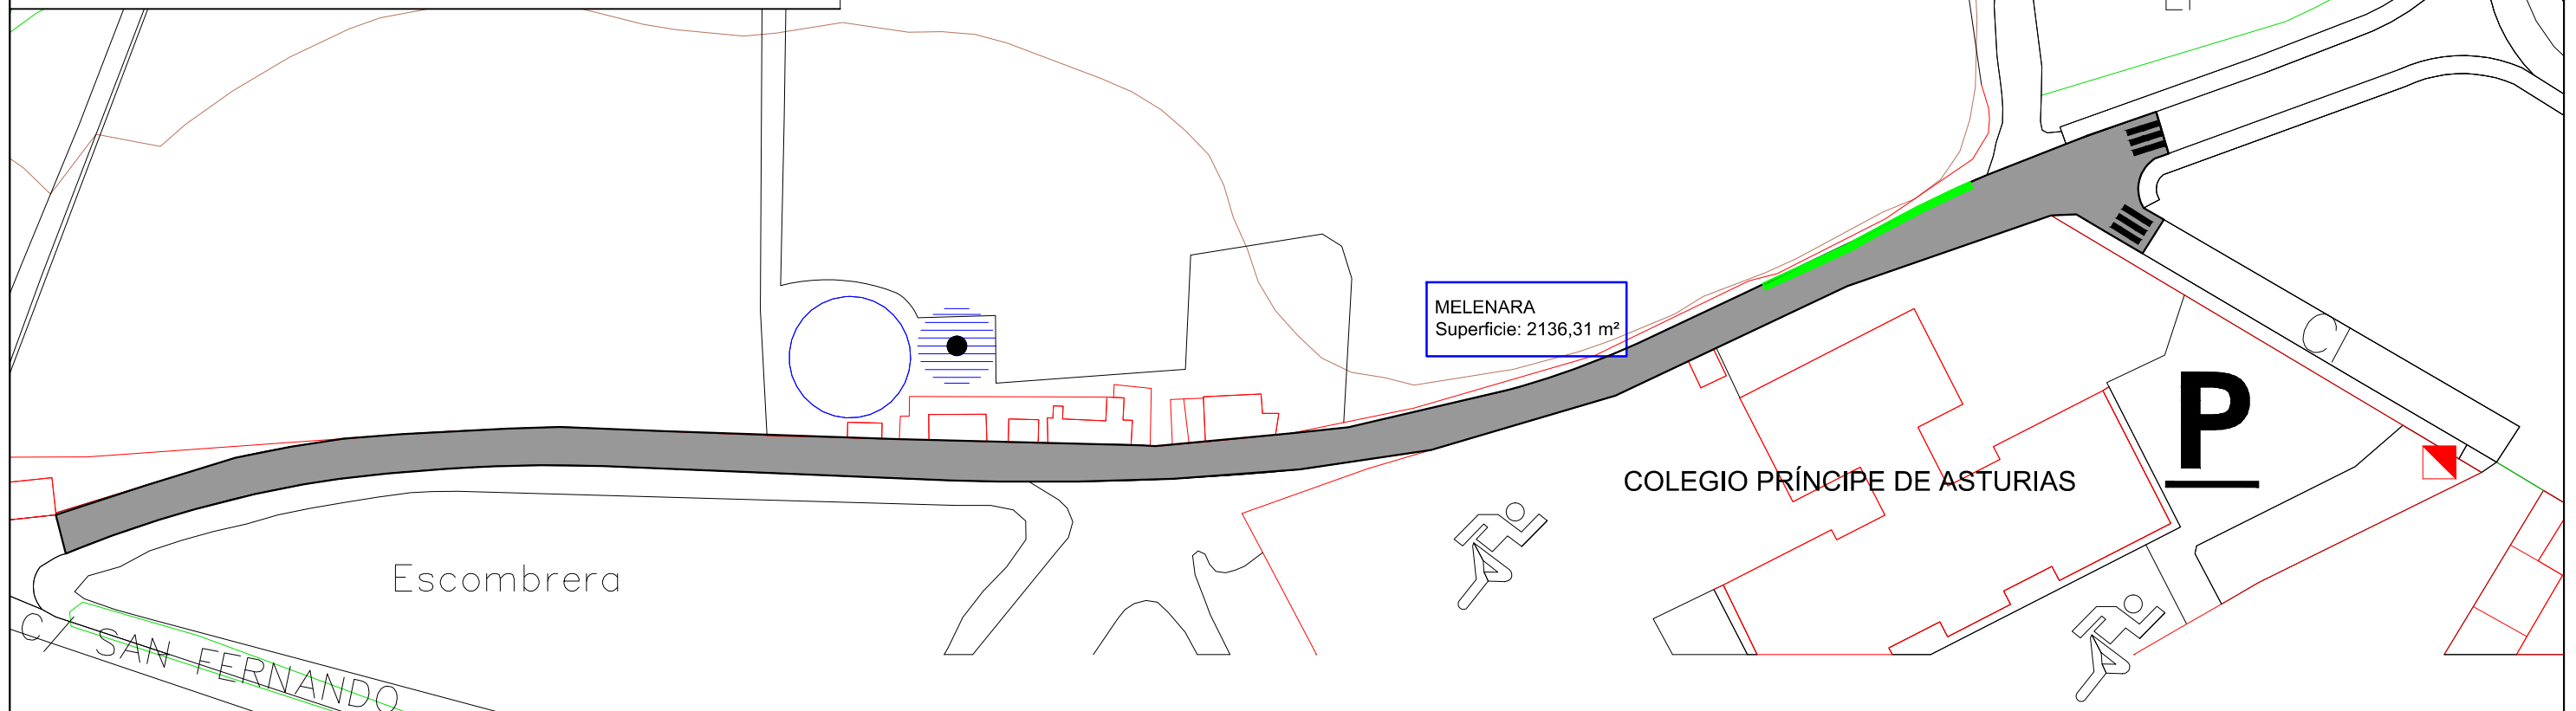 MELENARA
Superficie: 2136,31 m²
C/
P
COLEGIO PRÍNCIPE DE ASTURIAS
Escombrera
C/ SAN FERNANDO